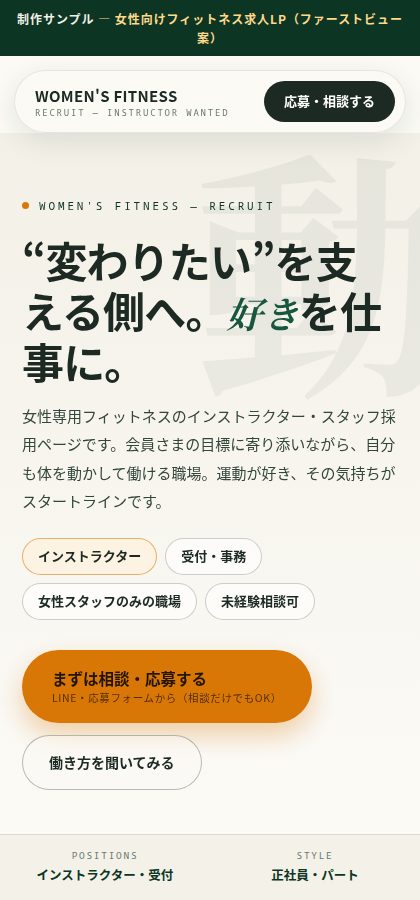 制作サンプル — 女性向けフィットネス求人LP（ファーストビュー
案）
WOMEN'S FITNESS
RECRUIT — INSTRUCTOR WANTED
応募・相談する
動
WOMEN'S FITNESS — RECRUIT
“変わりたい”を支
える側へ。好きを仕
事に。
女性専用フィットネスのインストラクター・スタッフ採
用ページです。会員さまの目標に寄り添いながら、自分
も体を動かして働ける職場。運動が好き、その気持ちが
スタートラインです。
インストラクター
受付・事務
女性スタッフのみの職場
未経験相談可
まずは相談・応募する
LINE・応募フォームから（相談だけでもOK）
働き方を聞いてみる
POSITIONS
インストラクター・受付
STYLE
正社員・パート